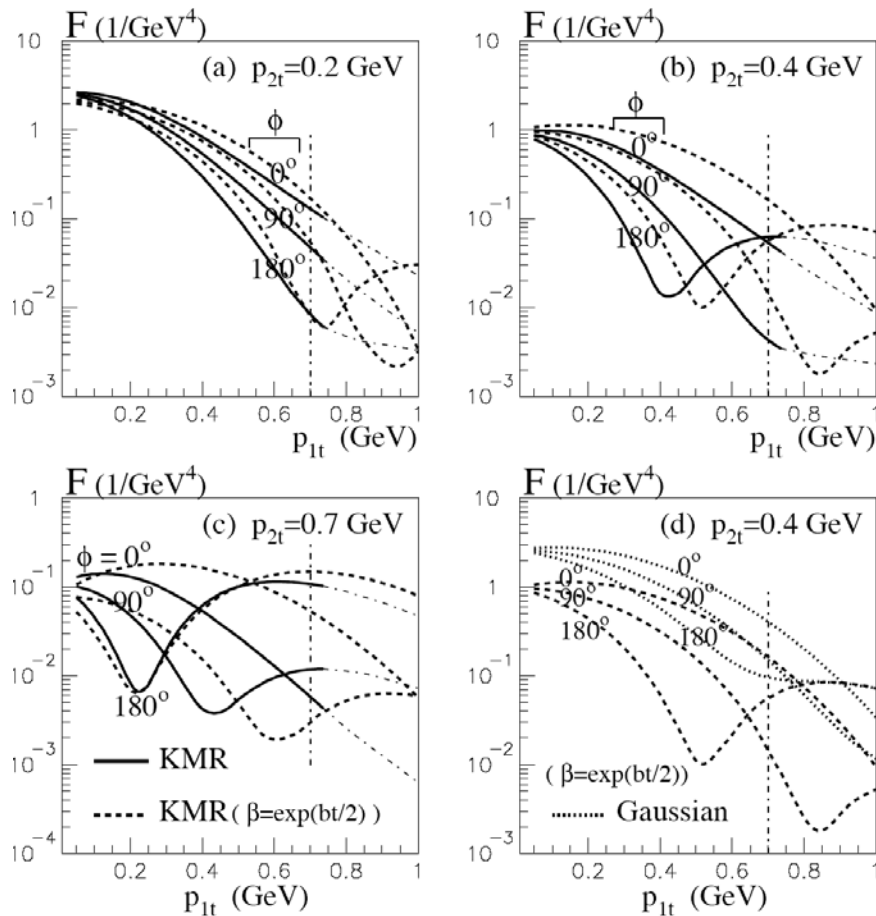 F (1/GeV⁴)
10
(a) p₂ₜ=0.2 GeV
ϕ
1
0°
10⁻¹
90°
180°
10⁻²
10⁻³
0.2 0.4 0.6 0.8 1
p₁ₜ (GeV)
F (1/GeV⁴)
10
(b) p₂ₜ=0.4 GeV
ϕ
1
0°
90°
10⁻¹
180°
10⁻²
10⁻³
0.2 0.4 0.6 0.8 1
p₁ₜ (GeV)
F (1/GeV⁴)
1
(c) p₂ₜ=0.7 GeV
ϕ = 0°
10⁻¹
90°
10⁻²
180°
10⁻³
KMR
KMR ( β=exp(bt/2) )
10⁻⁴
0.2 0.4 0.6 0.8 1
p₁ₜ (GeV)
F (1/GeV⁴)
10
(d) p₂ₜ=0.4 GeV
0°
1
0° 90°
90°
180° 180°
10⁻¹
10⁻²
( β=exp(bt/2))
Gaussian
10⁻³
0.2 0.4 0.6 0.8 1
p₁ₜ (GeV)